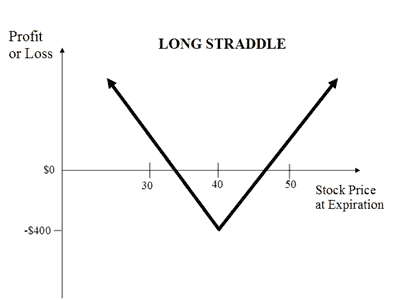 Profit
or Loss
LONG STRADDLE
$0
30
40
50
Stock Price
at Expiration
-$400